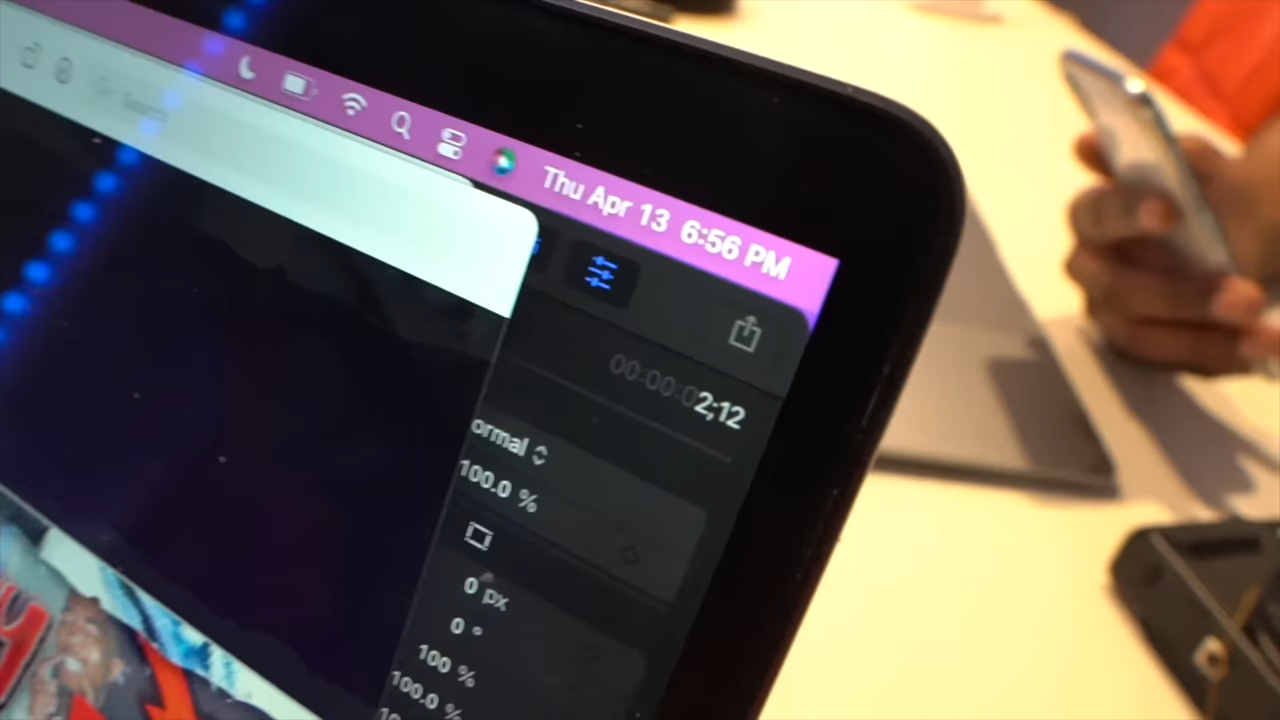 Thu Apr 13 6:56 PM
00:00:02;12
ormal
100.0 %
0 px
0 °
100 %
100.0 %